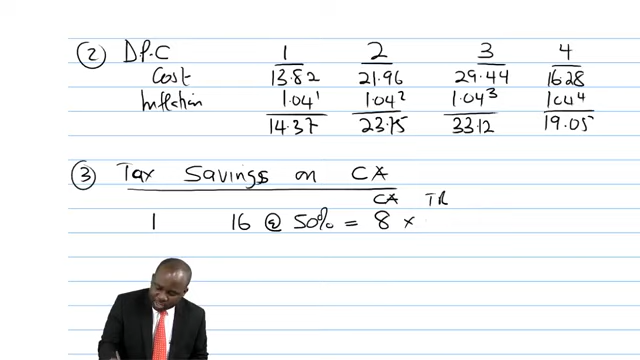 ② D.P.C 1 2 3 4
Cost 13.82 21.96 29.44 16.28
Inflation 1.04¹ 1.04² 1.04³ 1.04⁴
14.37 23.75 33.12 19.05
③ Tax Savings on CA
CA TR
1 16 @ 50% = 8 ×